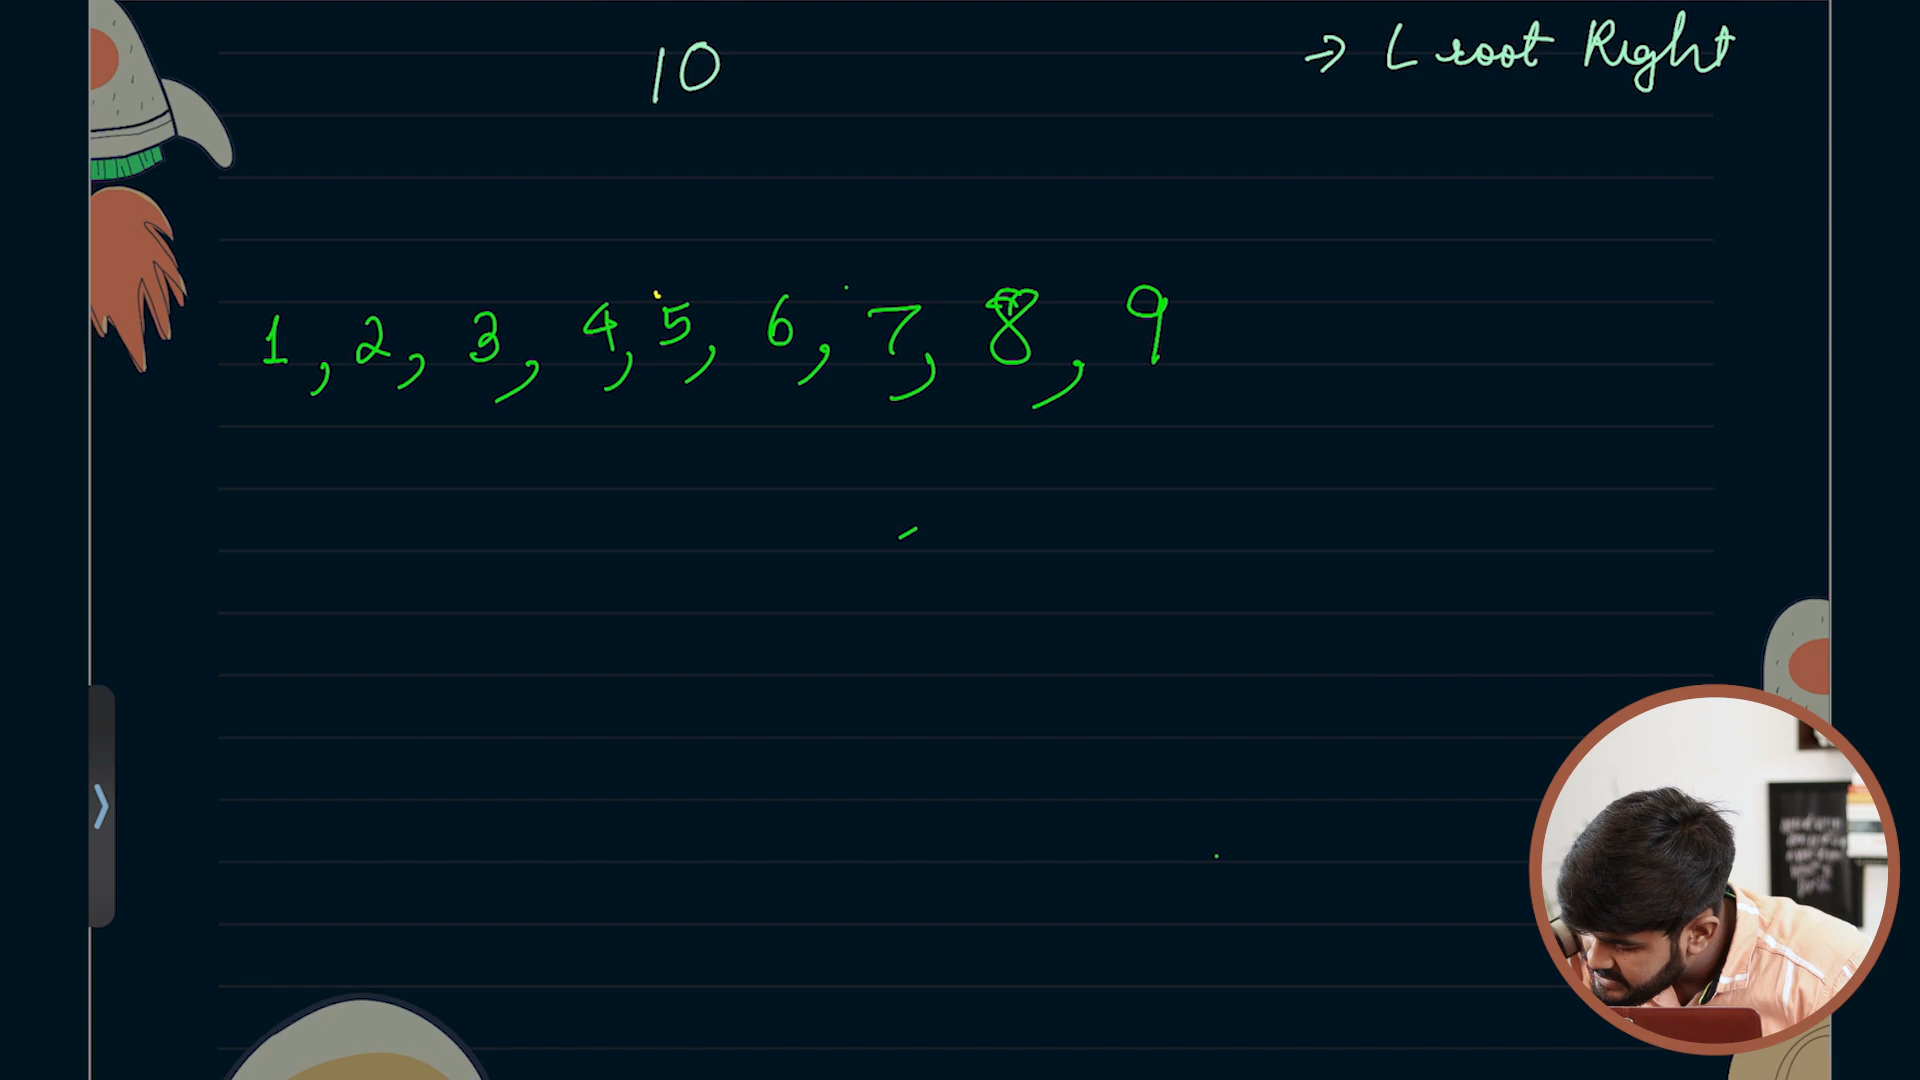 10
→ L root Right
1, 2, 3, 4, 5, 6, 7, 8, 9